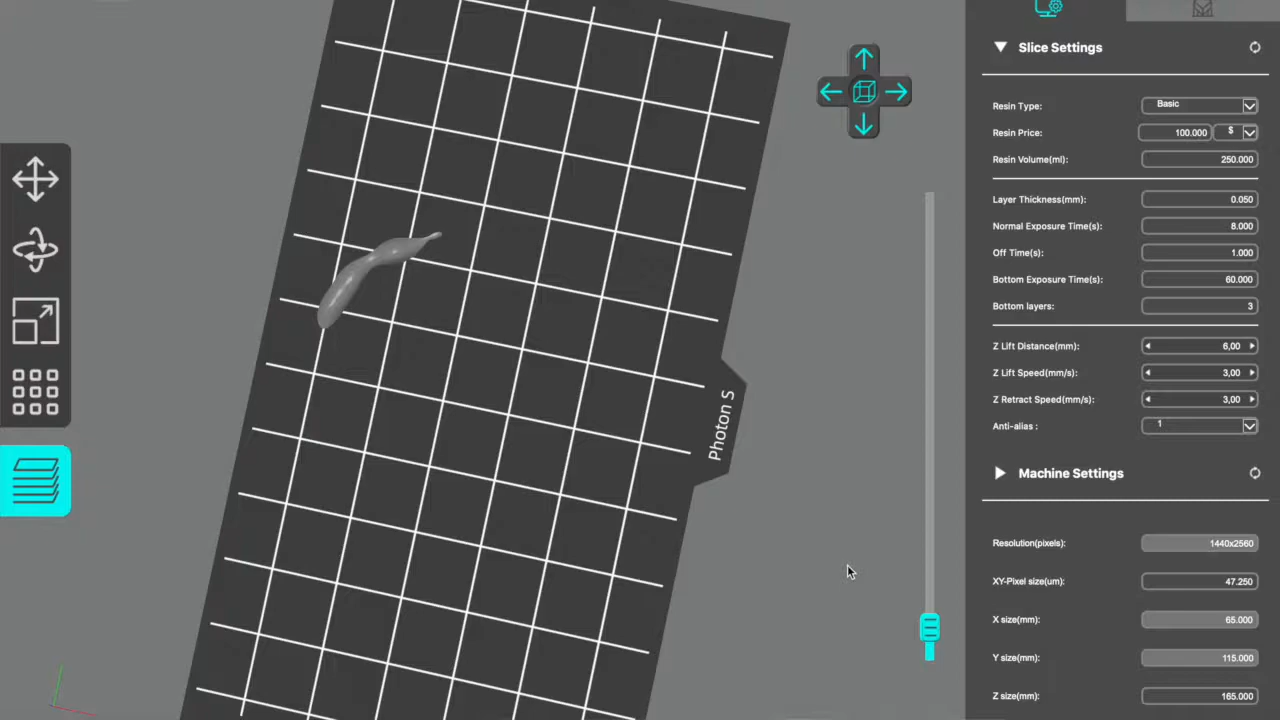 Slice Settings
Resin Type: Basic
Resin Price: 100.000 $
Resin Volume(ml): 250.000
Layer Thickness(mm): 0.050
Normal Exposure Time(s): 8.000
Off Time(s): 1.000
Bottom Exposure Time(s): 60.000
Bottom layers: 3
Z Lift Distance(mm): 6,00
Z Lift Speed(mm/s): 3,00
Z Retract Speed(mm/s): 3,00
Anti-alias : 1
Photon S
Machine Settings
Resolution(pixels): 1440x2560
XY-Pixel size(um): 47.250
X size(mm): 65.000
Y size(mm): 115.000
Z size(mm): 165.000